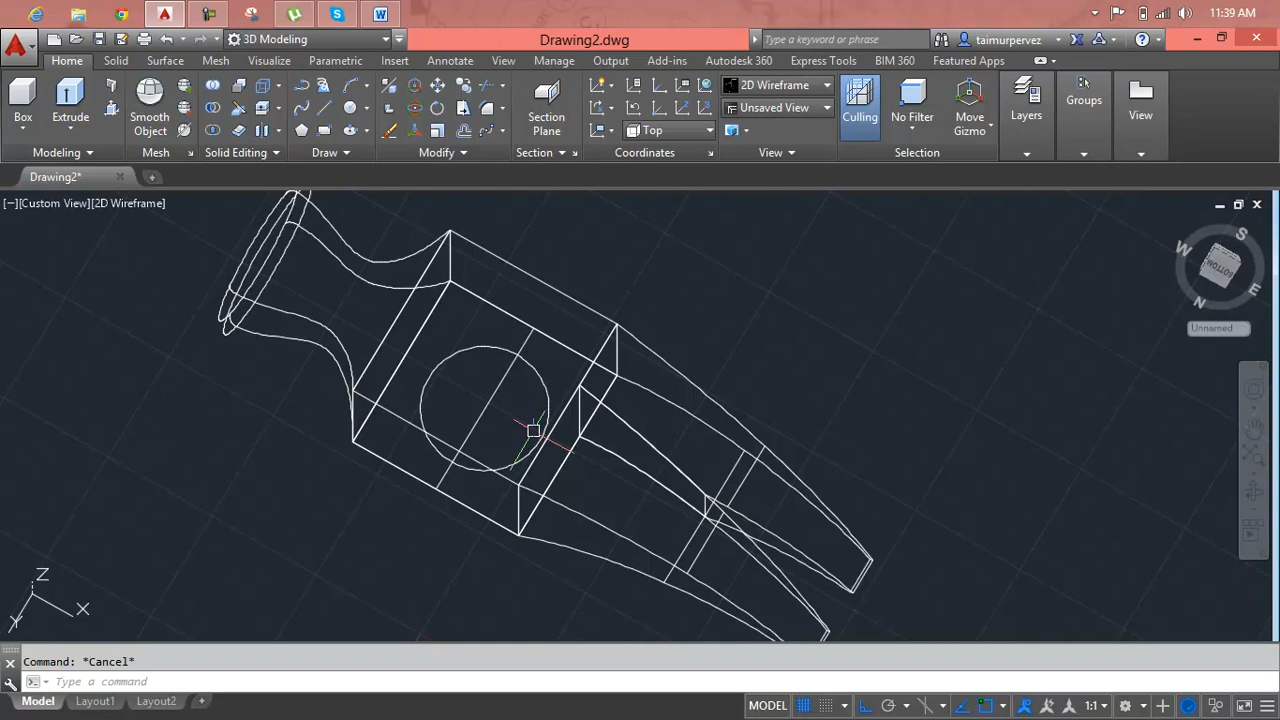 11:39 AM
3D Modeling
Drawing2.dwg
Type a keyword or phrase
taimurpervez
Home Solid Surface Mesh Visualize Parametric Insert Annotate View Manage Output Add-ins Autodesk 360 Express Tools BIM 360 Featured Apps
2D Wireframe
Unsaved View
Top
Box
Extrude
Smooth
Object
Section
Plane
Culling
No Filter
Move
Gizmo
Layers
Groups
View
Modeling Mesh Solid Editing Draw Modify Section Coordinates View Selection
Drawing2*
[−][Custom View][2D Wireframe]
S
W
BOTTOM
E
N
Unnamed
Z
X
Y
Command: *Cancel*
Type a command
Model Layout1 Layout2
MODEL
1:1